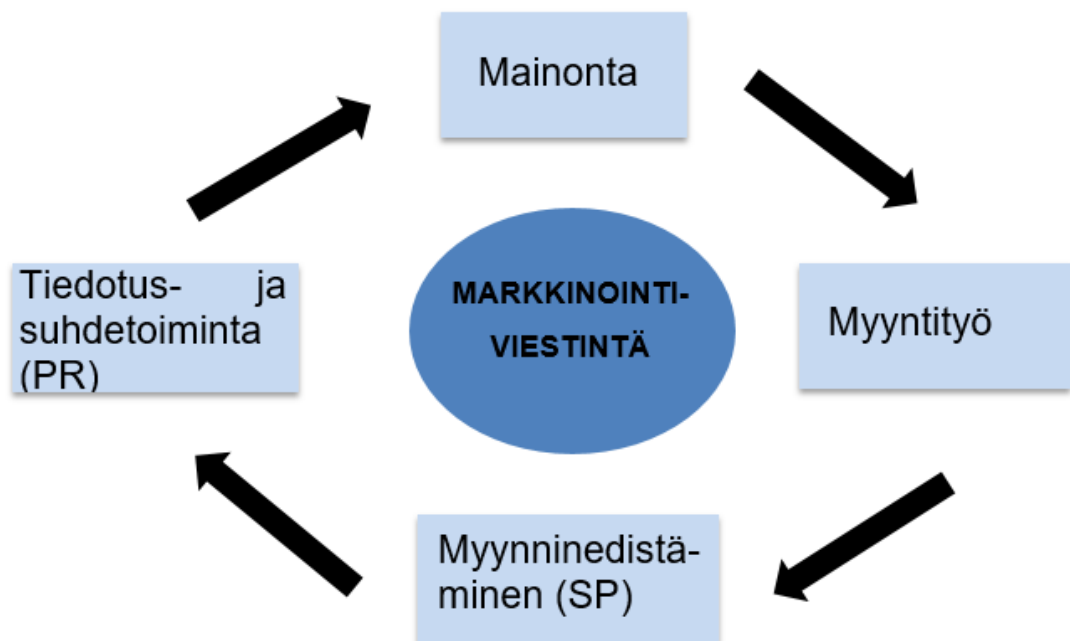 Mainonta
Tiedotus- ja
suhdetoiminta
(PR)
MARKKINOINTI-
VIESTINTÄ
Myyntityö
Myynninedistä-
minen (SP)